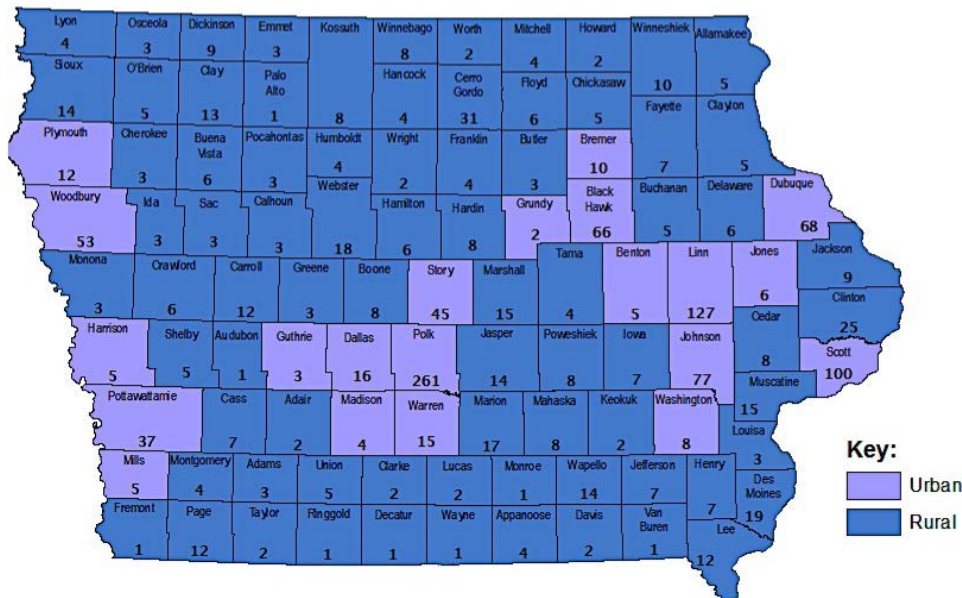 Lyon Osceola Dickinson Emmet Kossuth Winnebago Worth Mitchell Howard Winneshiek Allamakee
4 3 9 3 8 2 4 2
Sioux O'Brien Clay Palo Alto Hancock Cerro Gordo Floyd Chickasaw 10 5
14 5 13 1 8 4 31 6 5 Fayette Clayton
Plymouth Cherokee Buena Vista Pocahontas Humboldt Wright Franklin Butler Bremer
12 3 6 3 4 2 4 3 10 7 5
Woodbury Ida Sac Calhoun Webster Hamilton Hardin Grundy Black Hawk Buchanan Delaware Dubuque
53 3 3 3 18 6 8 2 66 5 6 68
Monona Crawford Carroll Greene Boone Story Marshall Tama Benton Linn Jones Jackson
3 6 12 3 8 45 15 4 5 127 6 9
Clinton
25
Harrison Shelby Audubon Guthrie Dallas Polk Jasper Poweshiek Iowa Johnson Cedar Scott
5 5 1 3 16 261 14 8 7 77 8 100
Pottawattamie Cass Adair Madison Warren Marion Mahaska Keokuk Washington Muscatine
37 7 2 4 15 17 8 2 8 15
Louisa
3
Mills Montgomery Adams Union Clarke Lucas Monroe Wapello Jefferson Henry Des Moines
5 4 3 5 2 2 1 14 7 7 19
Fremont Page Taylor Ringgold Decatur Wayne Appanoose Davis Van Buren Lee
1 12 2 1 1 1 4 2 1 12
Key:
Urban
Rural